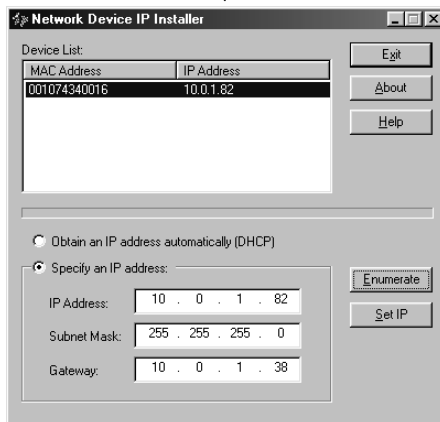 Network Device IP Installer
Device List:
MAC Address IP Address
001074340016 10.0.1.82
Exit
About
Help
Obtain an IP address automatically (DHCP)
Specify an IP address:
IP Address: 10 . 0 . 1 . 82
Subnet Mask: 255 . 255 . 255 . 0
Gateway: 10 . 0 . 1 . 38
Enumerate
Set IP